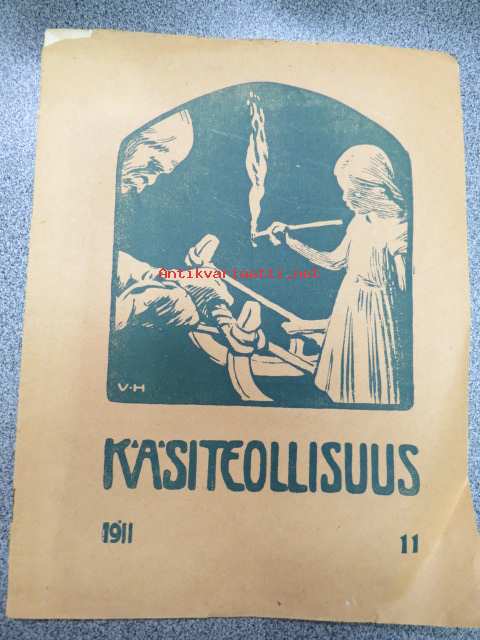 Antikvariaatti.net
V·H
KÄSITEOLLISUUS
1911 11